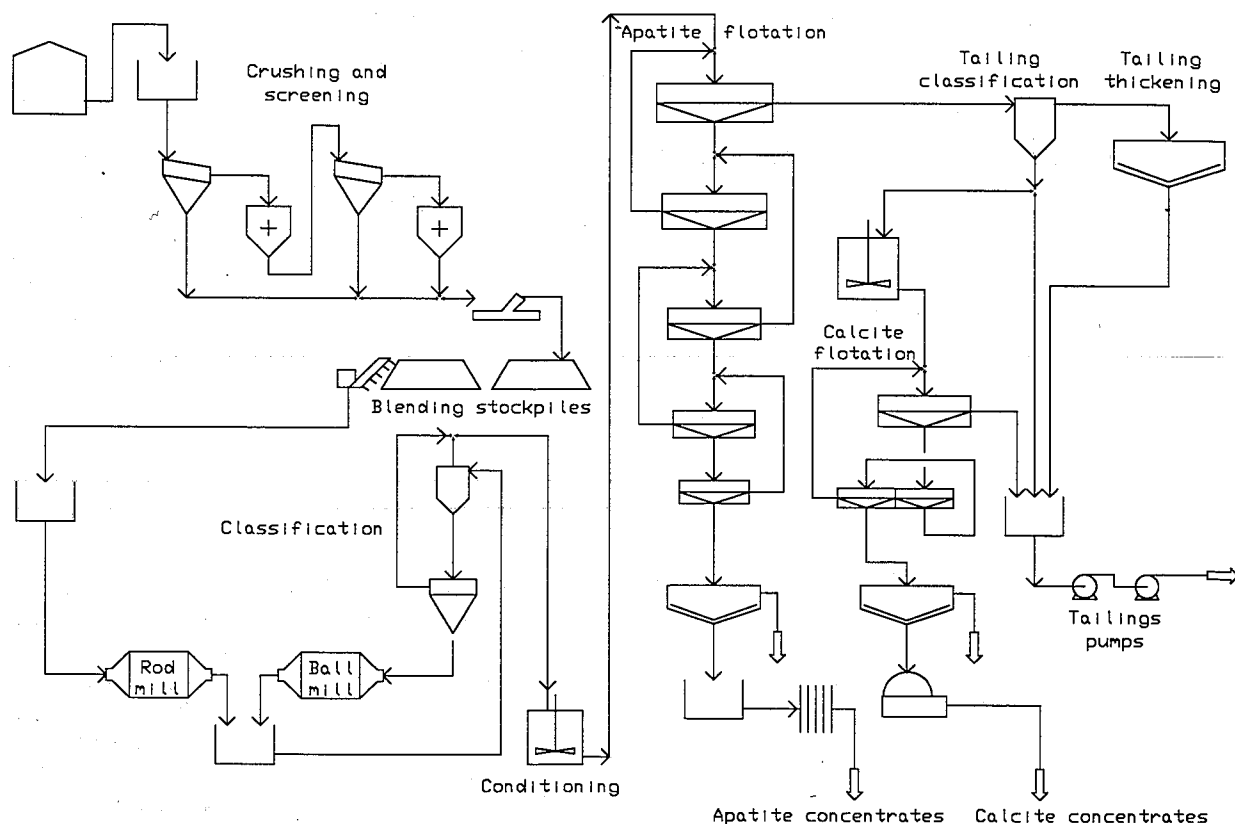 Apatite flotation
Crushing and
screening
Tailing
classification
Tailing
thickening
Calcite
flotation
Blending stockpiles
Classification
Rod
mill
Ball
mill
Conditioning
Tailings
pumps
Apatite concentrates
Calcite concentrates